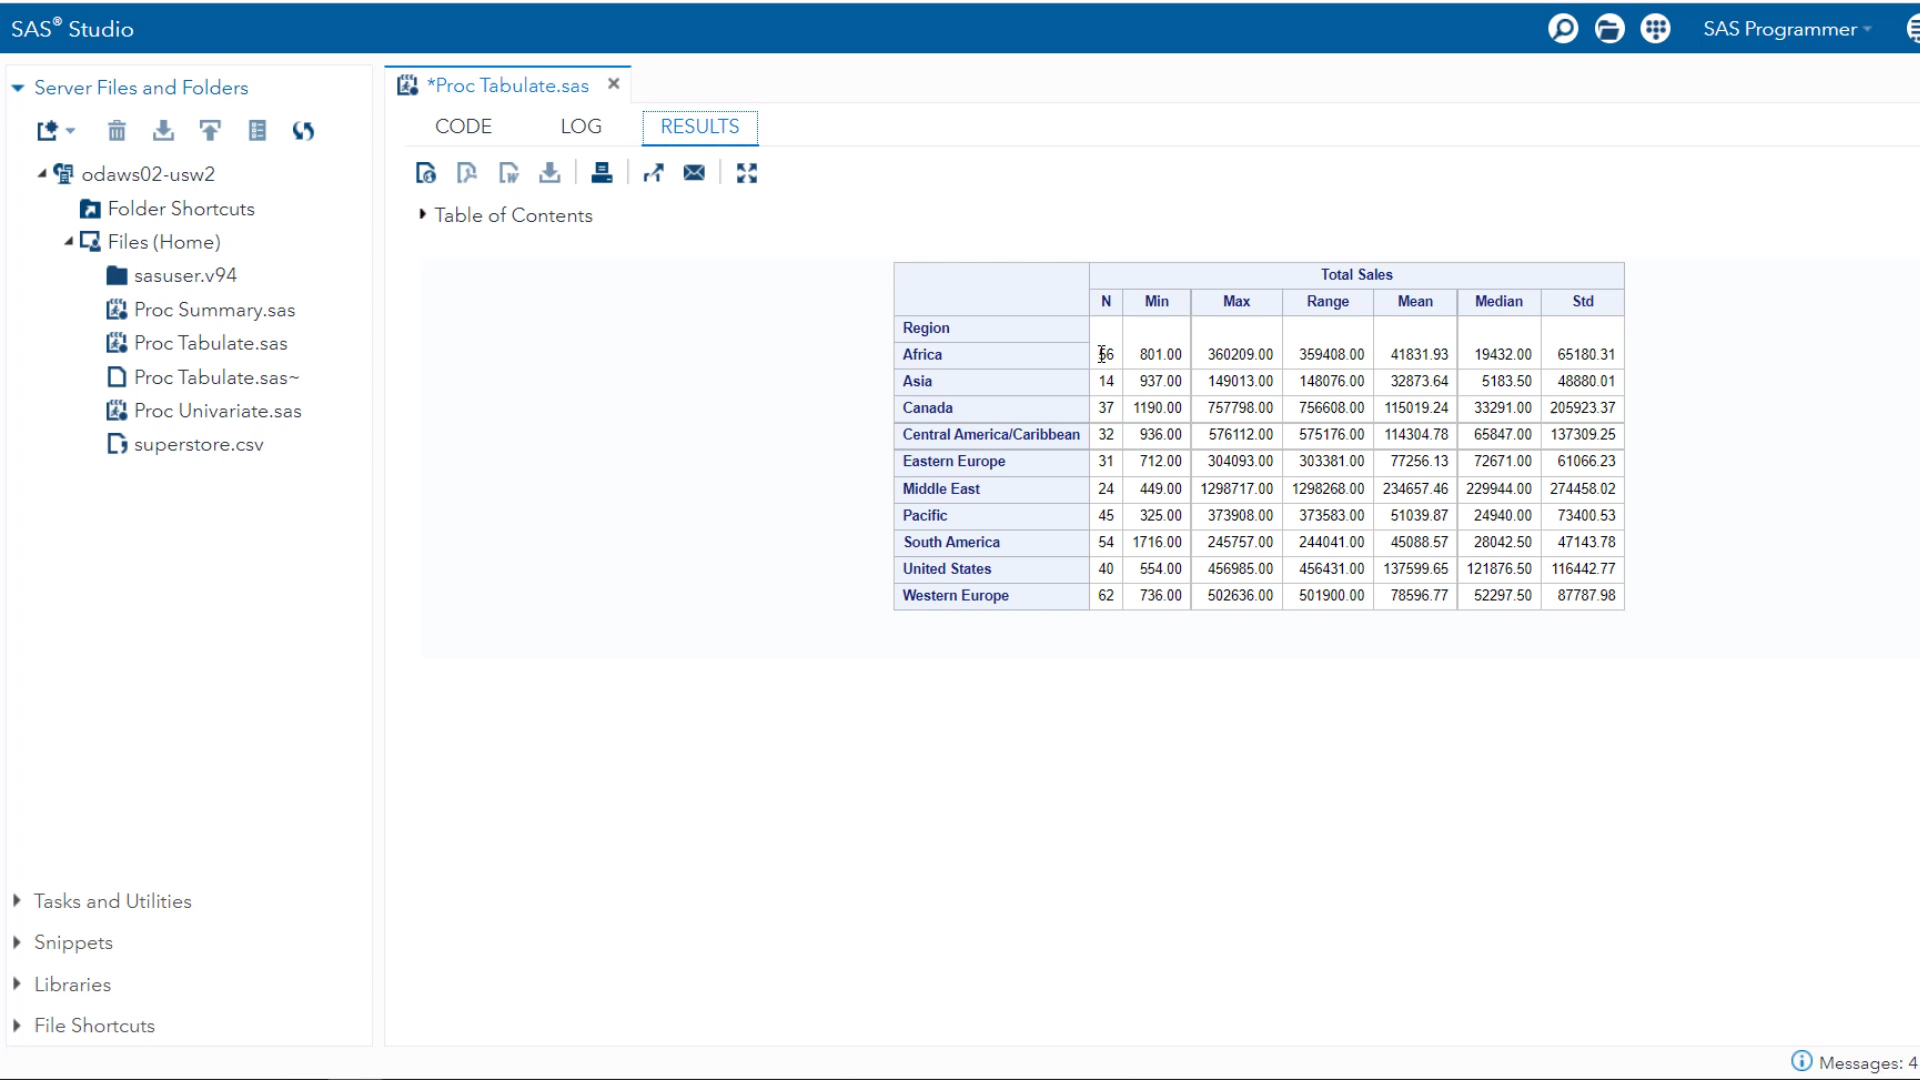 SAS® Studio
SAS Programmer
Server Files and Folders
odaws02-usw2
Folder Shortcuts
Files (Home)
sasuser.v94
Proc Summary.sas
Proc Tabulate.sas
Proc Tabulate.sas~
Proc Univariate.sas
superstore.csv
Tasks and Utilities
Snippets
Libraries
File Shortcuts
*Proc Tabulate.sas
CODE LOG RESULTS
Table of Contents
Total Sales
N Min Max Range Mean Median Std
Region
Africa 801.00 360209.00 359408.00 41831.93 19432.00 65180.31
Asia 14 937.00 149013.00 148076.00 32873.64 5183.50 48880.01
Canada 37 1190.00 757798.00 756608.00 115019.24 33291.00 205923.37
Central America/Caribbean 32 936.00 576112.00 575176.00 114304.78 65847.00 137309.25
Eastern Europe 31 712.00 304093.00 303381.00 77256.13 72671.00 61066.23
Middle East 24 449.00 1298717.00 1298268.00 234657.46 229944.00 274458.02
Pacific 45 325.00 373908.00 373583.00 51039.87 24940.00 73400.53
South America 54 1716.00 245757.00 244041.00 45088.57 28042.50 47143.78
United States 40 554.00 456985.00 456431.00 137599.65 121876.50 116442.77
Western Europe 62 736.00 502636.00 501900.00 78596.77 52297.50 87787.98
Messages: 4